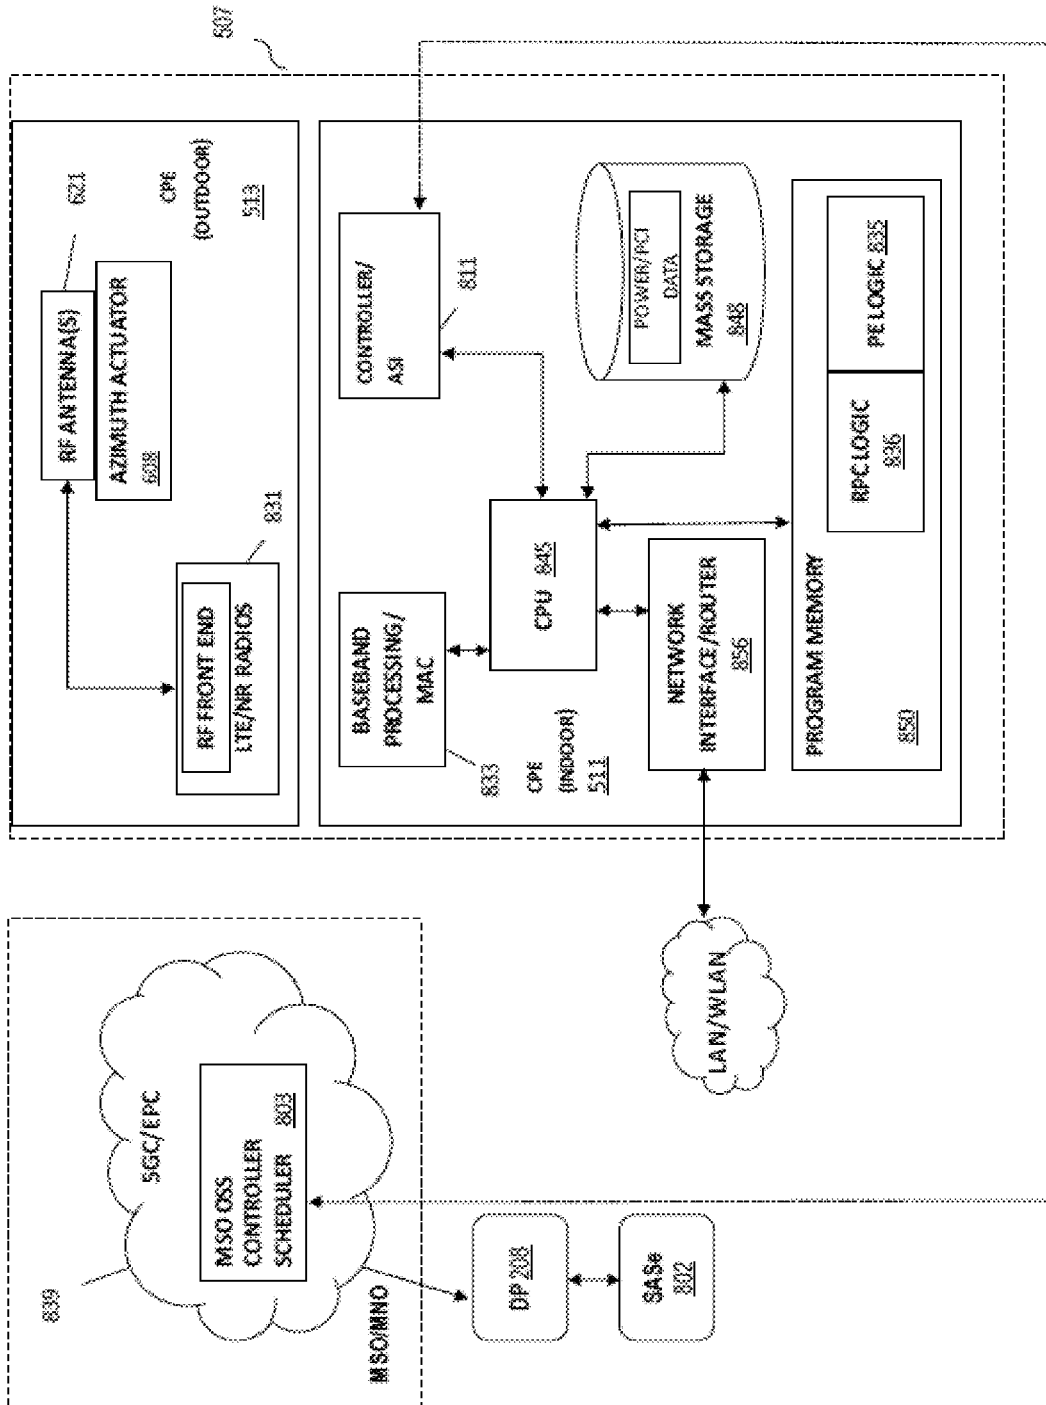 839
5GC/EPC
MSO OSS
CONTROLLER 803
SCHEDULER
MSO/MNO
DP 208
SASe
802
LAN/WLAN
507
RF ANTENNA(S)
621
AZIMUTH ACTUATOR
608
CPE
(OUTDOOR)
513
RF FRONT END
LTE/NR RADIOS
831
BASEBAND
PROCESSING/
MAC
833
CPE
(INDOOR)
511
CONTROLLER/
ASI
811
CPU 845
NETWORK
INTERFACE/ROUTER
856
POWER/PCI
DATA
MASS STORAGE
848
PROGRAM MEMORY
850
RPC LOGIC
836
PE LOGIC 835